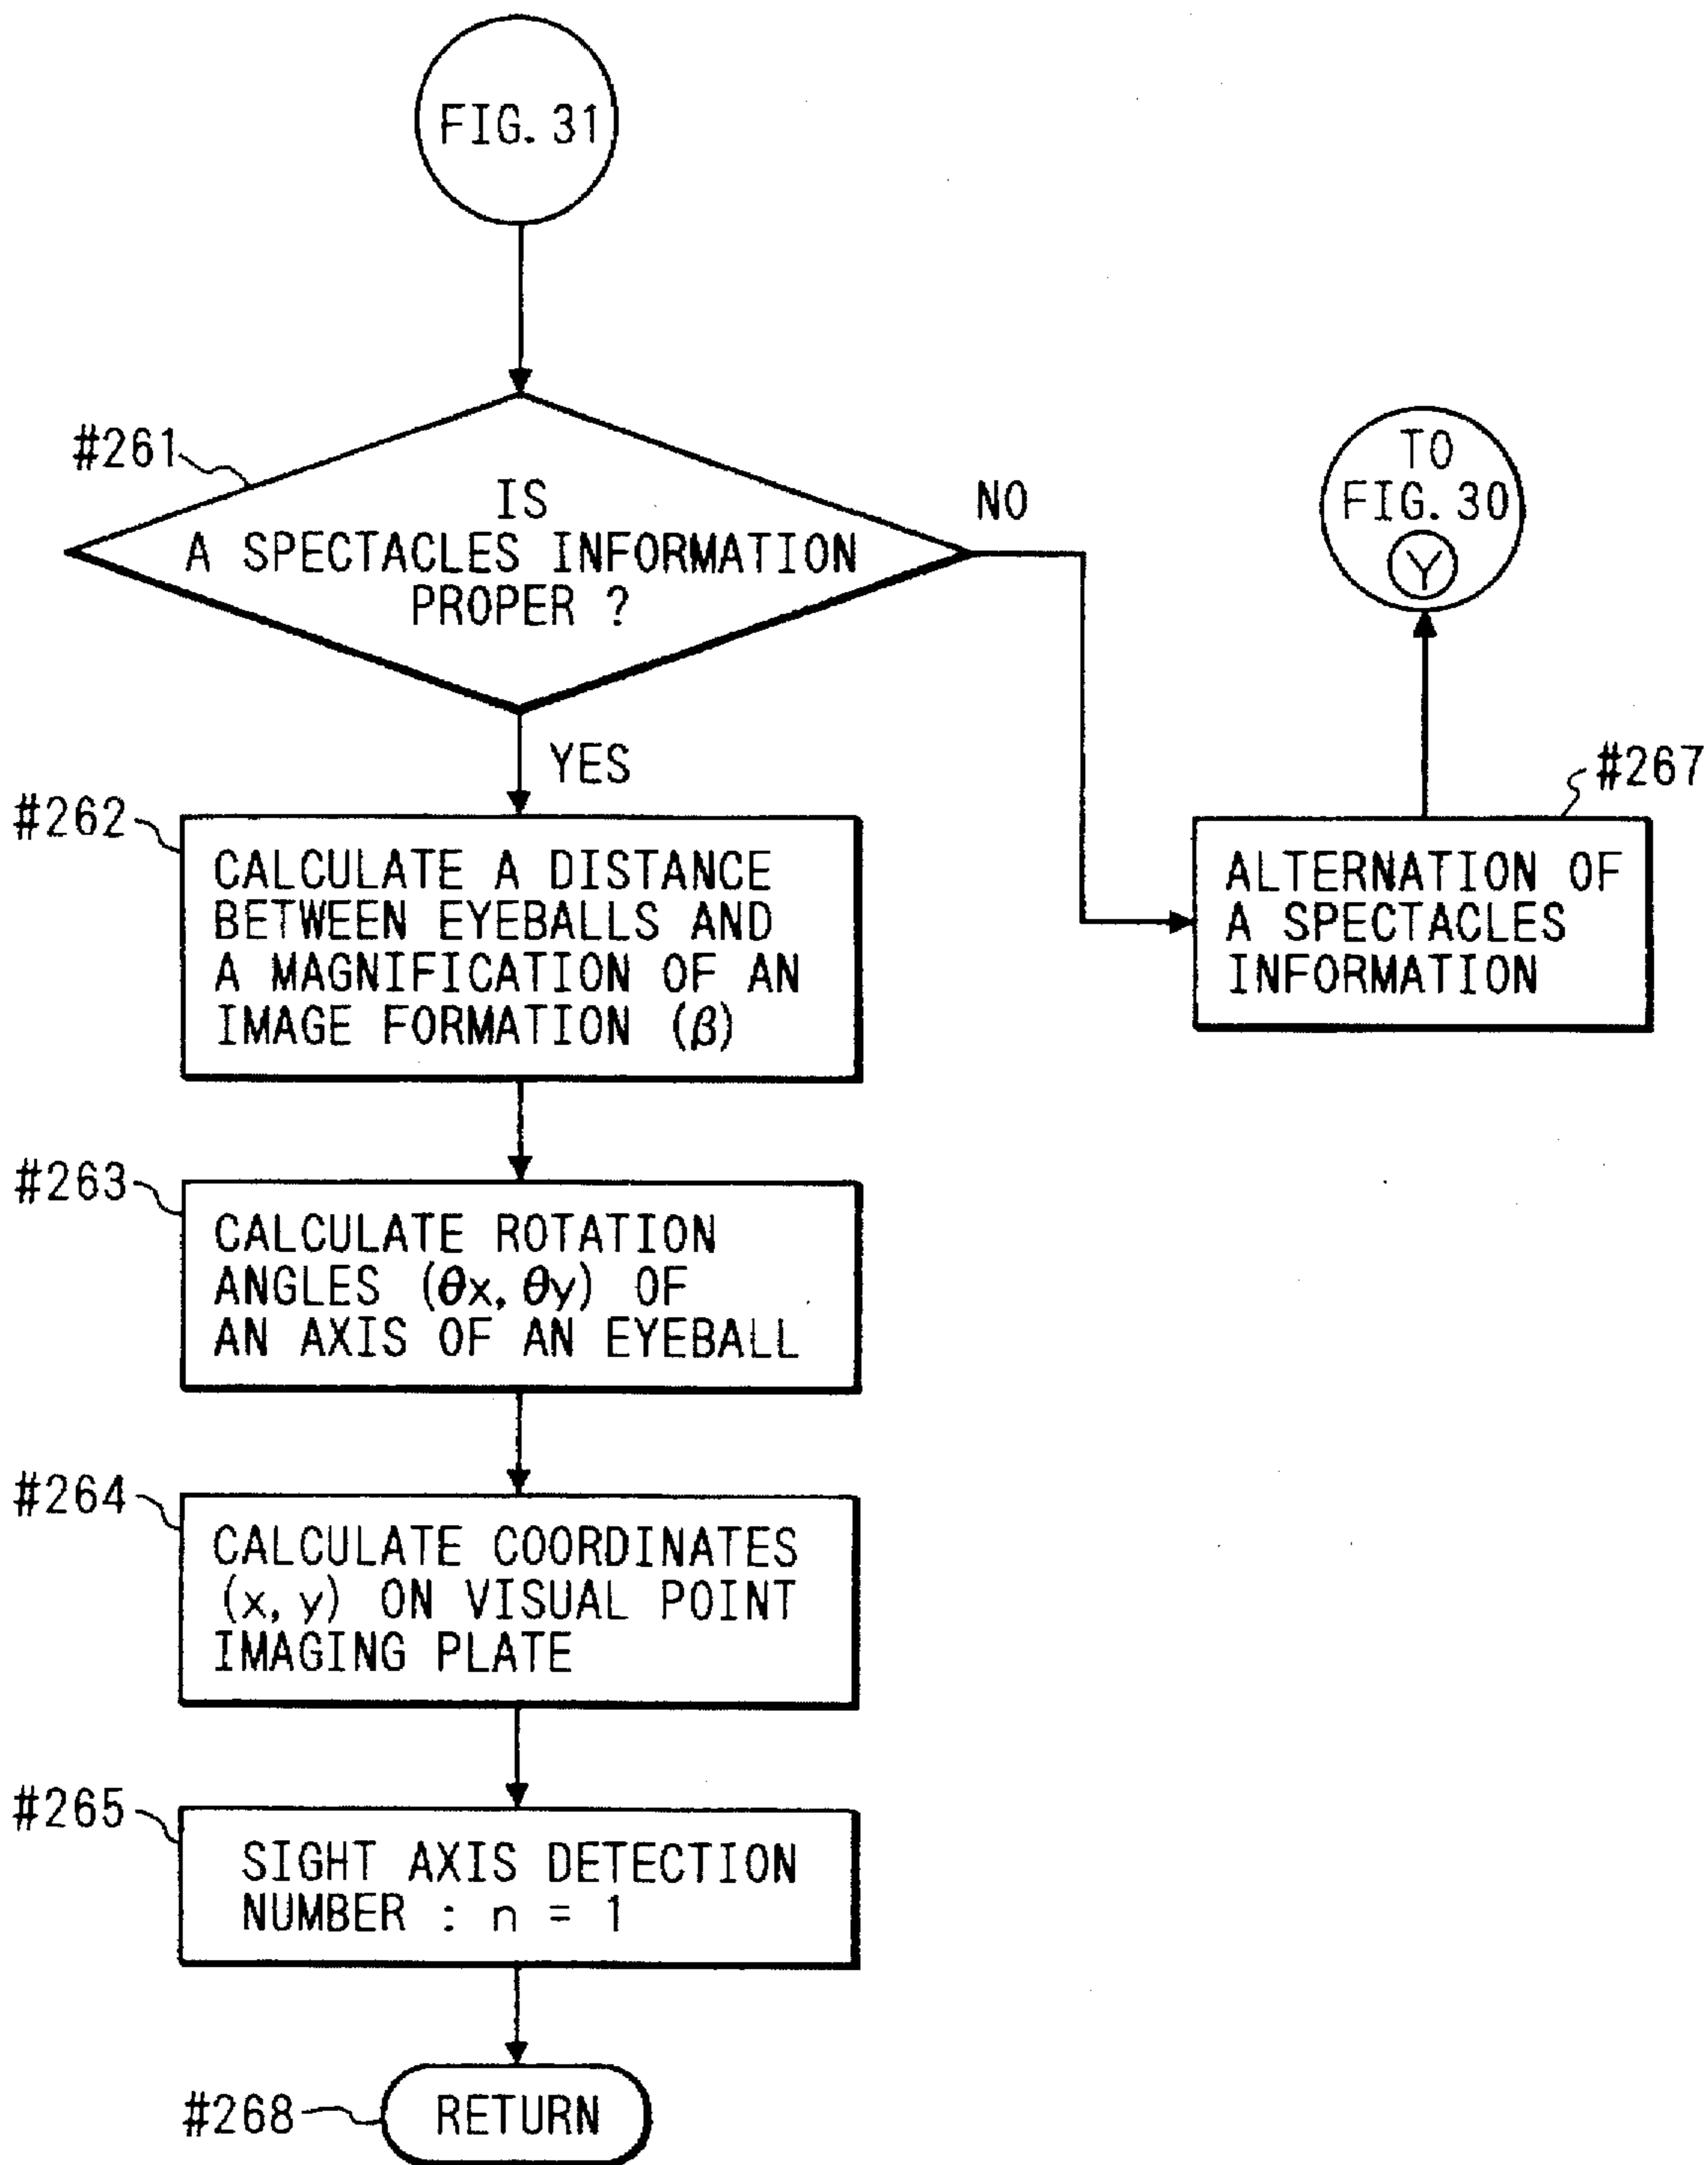 FIG. 31
#261
IS
A SPECTACLES INFORMATION
PROPER ?
NO
TO
FIG. 30
Y
YES
#267
ALTERNATION OF
A SPECTACLES
INFORMATION
#262
CALCULATE A DISTANCE
BETWEEN EYEBALLS AND
A MAGNIFICATION OF AN
IMAGE FORMATION (β)
#263
CALCULATE ROTATION
ANGLES (θx, θy) OF
AN AXIS OF AN EYEBALL
#264
CALCULATE COORDINATES
(x, y) ON VISUAL POINT
IMAGING PLATE
#265
SIGHT AXIS DETECTION
NUMBER : n = 1
#268
RETURN